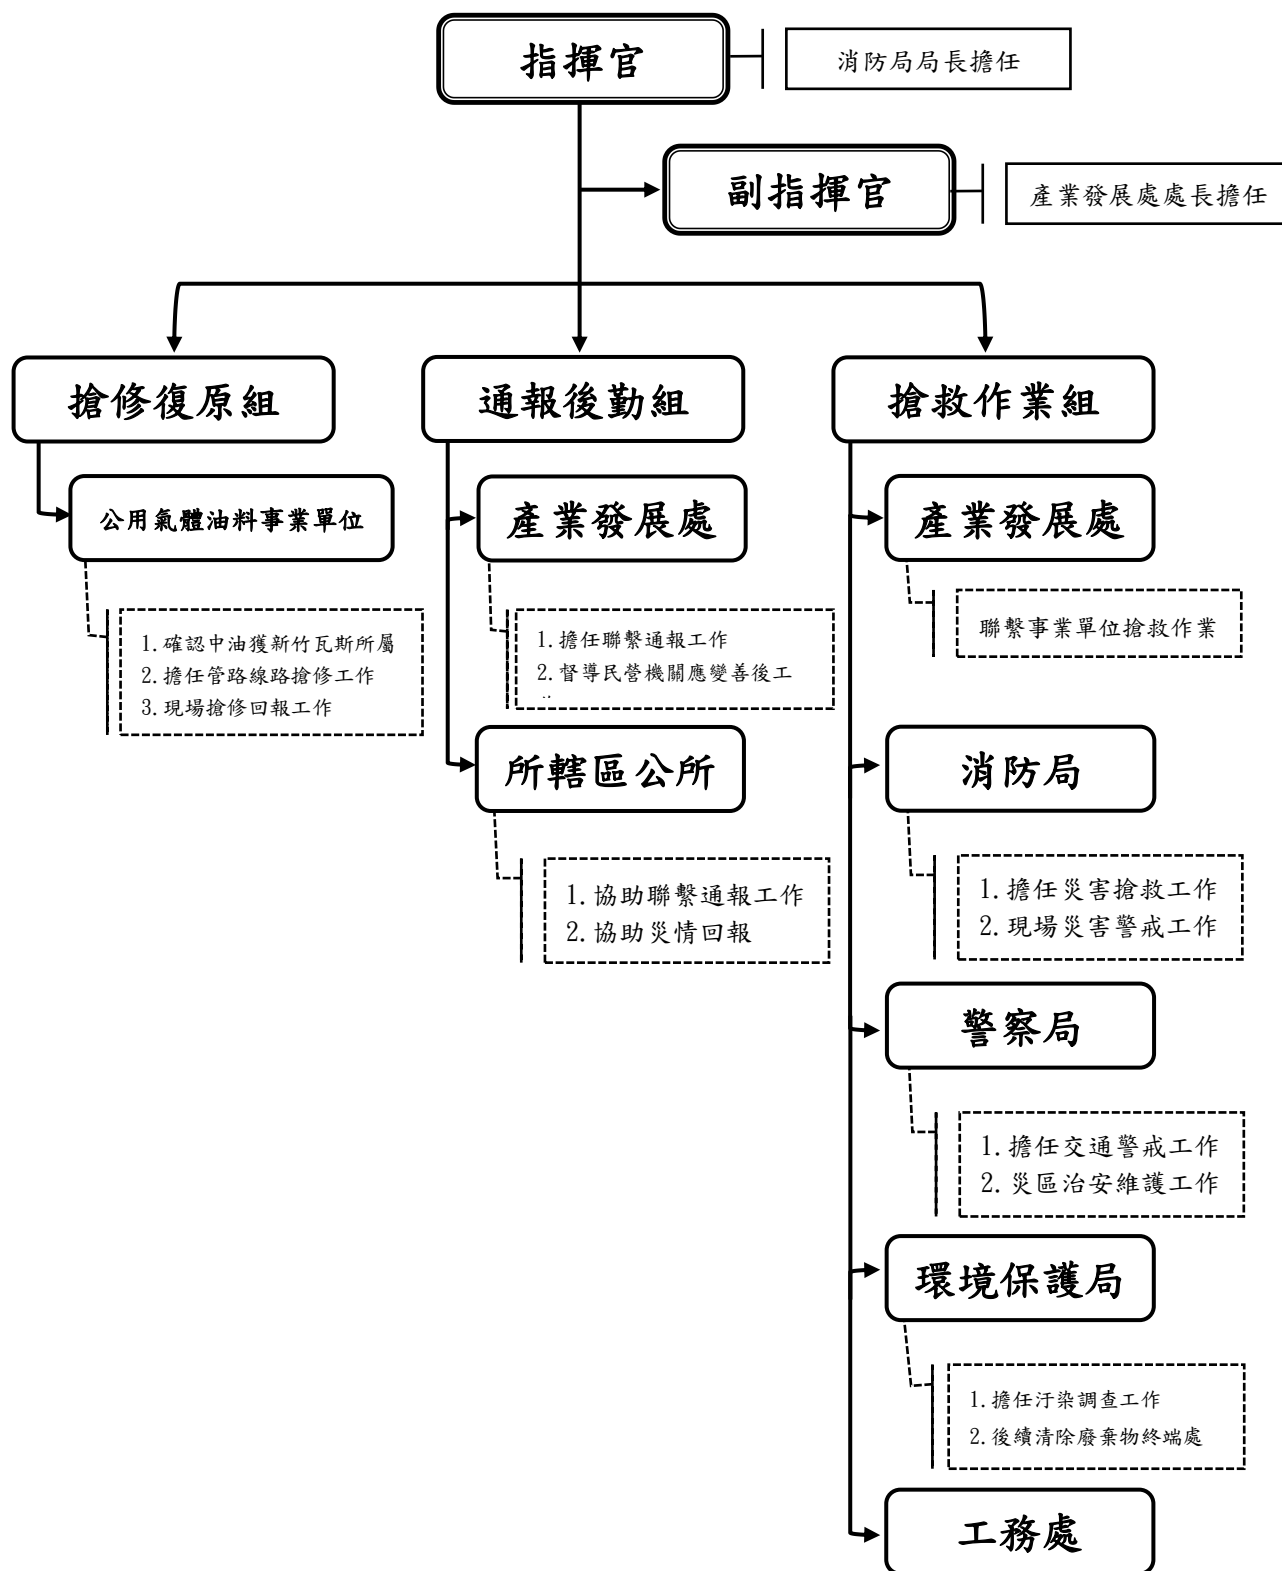 指揮官
消防局局長擔任
副指揮官
產業發展處處長擔任
搶修復原組
通報後勤組
搶救作業組
公用氣體油料事業單位
產業發展處
產業發展處
1.確認中油獲新竹瓦斯所屬
2.擔任管路線路搶修工作
3.現場搶修回報工作
1.擔任聯繫通報工作
2.督導民營機關應變善後工
聯繫事業單位搶救作業
所轄區公所
消防局
1.協助聯繫通報工作
2.協助災情回報
1.擔任災害搶救工作
2.現場災害警戒工作
警察局
1.擔任交通警戒工作
2.災區治安維護工作
環境保護局
1.擔任汙染調查工作
2.後續清除廢棄物終端處
工務處